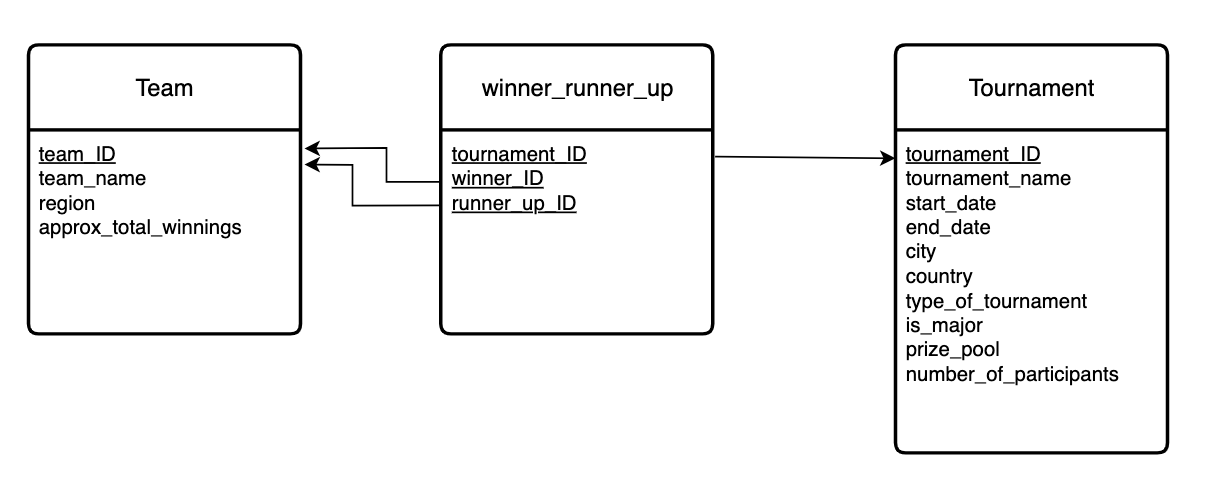 Team
team_ID
team_name
region
approx_total_winnings
winner_runner_up
tournament_ID
winner_ID
runner_up_ID
Tournament
tournament_ID
tournament_name
start_date
end_date
city
country
type_of_tournament
is_major
prize_pool
number_of_participants